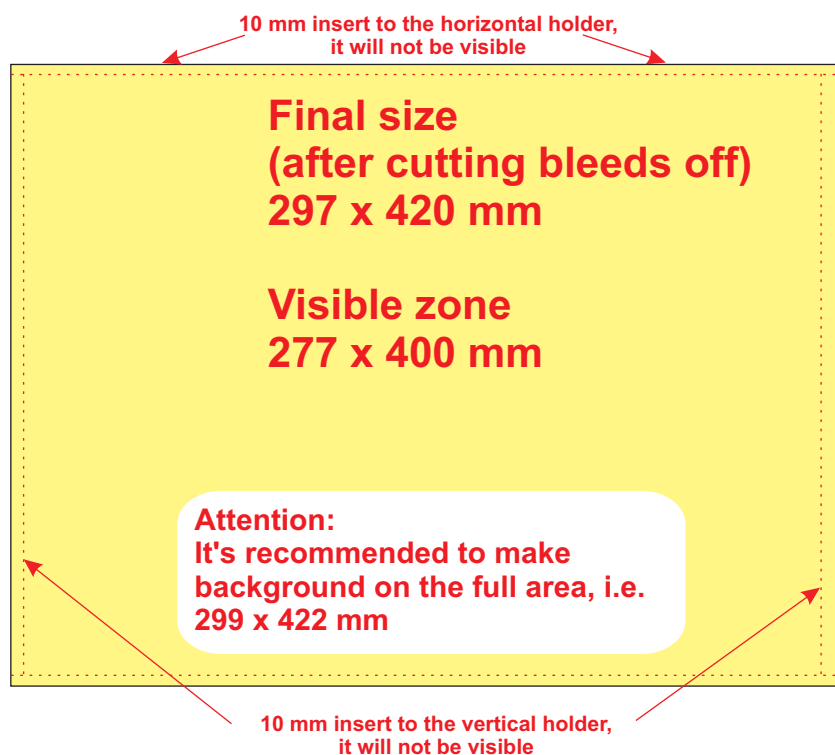 10 mm insert to the horizontal holder,
it will not be visible
Final size
(after cutting bleeds off)
297 x 420 mm
Visible zone
277 x 400 mm
Attention:
It's recommended to make
background on the full area, i.e.
299 x 422 mm
10 mm insert to the vertical holder,
it will not be visible